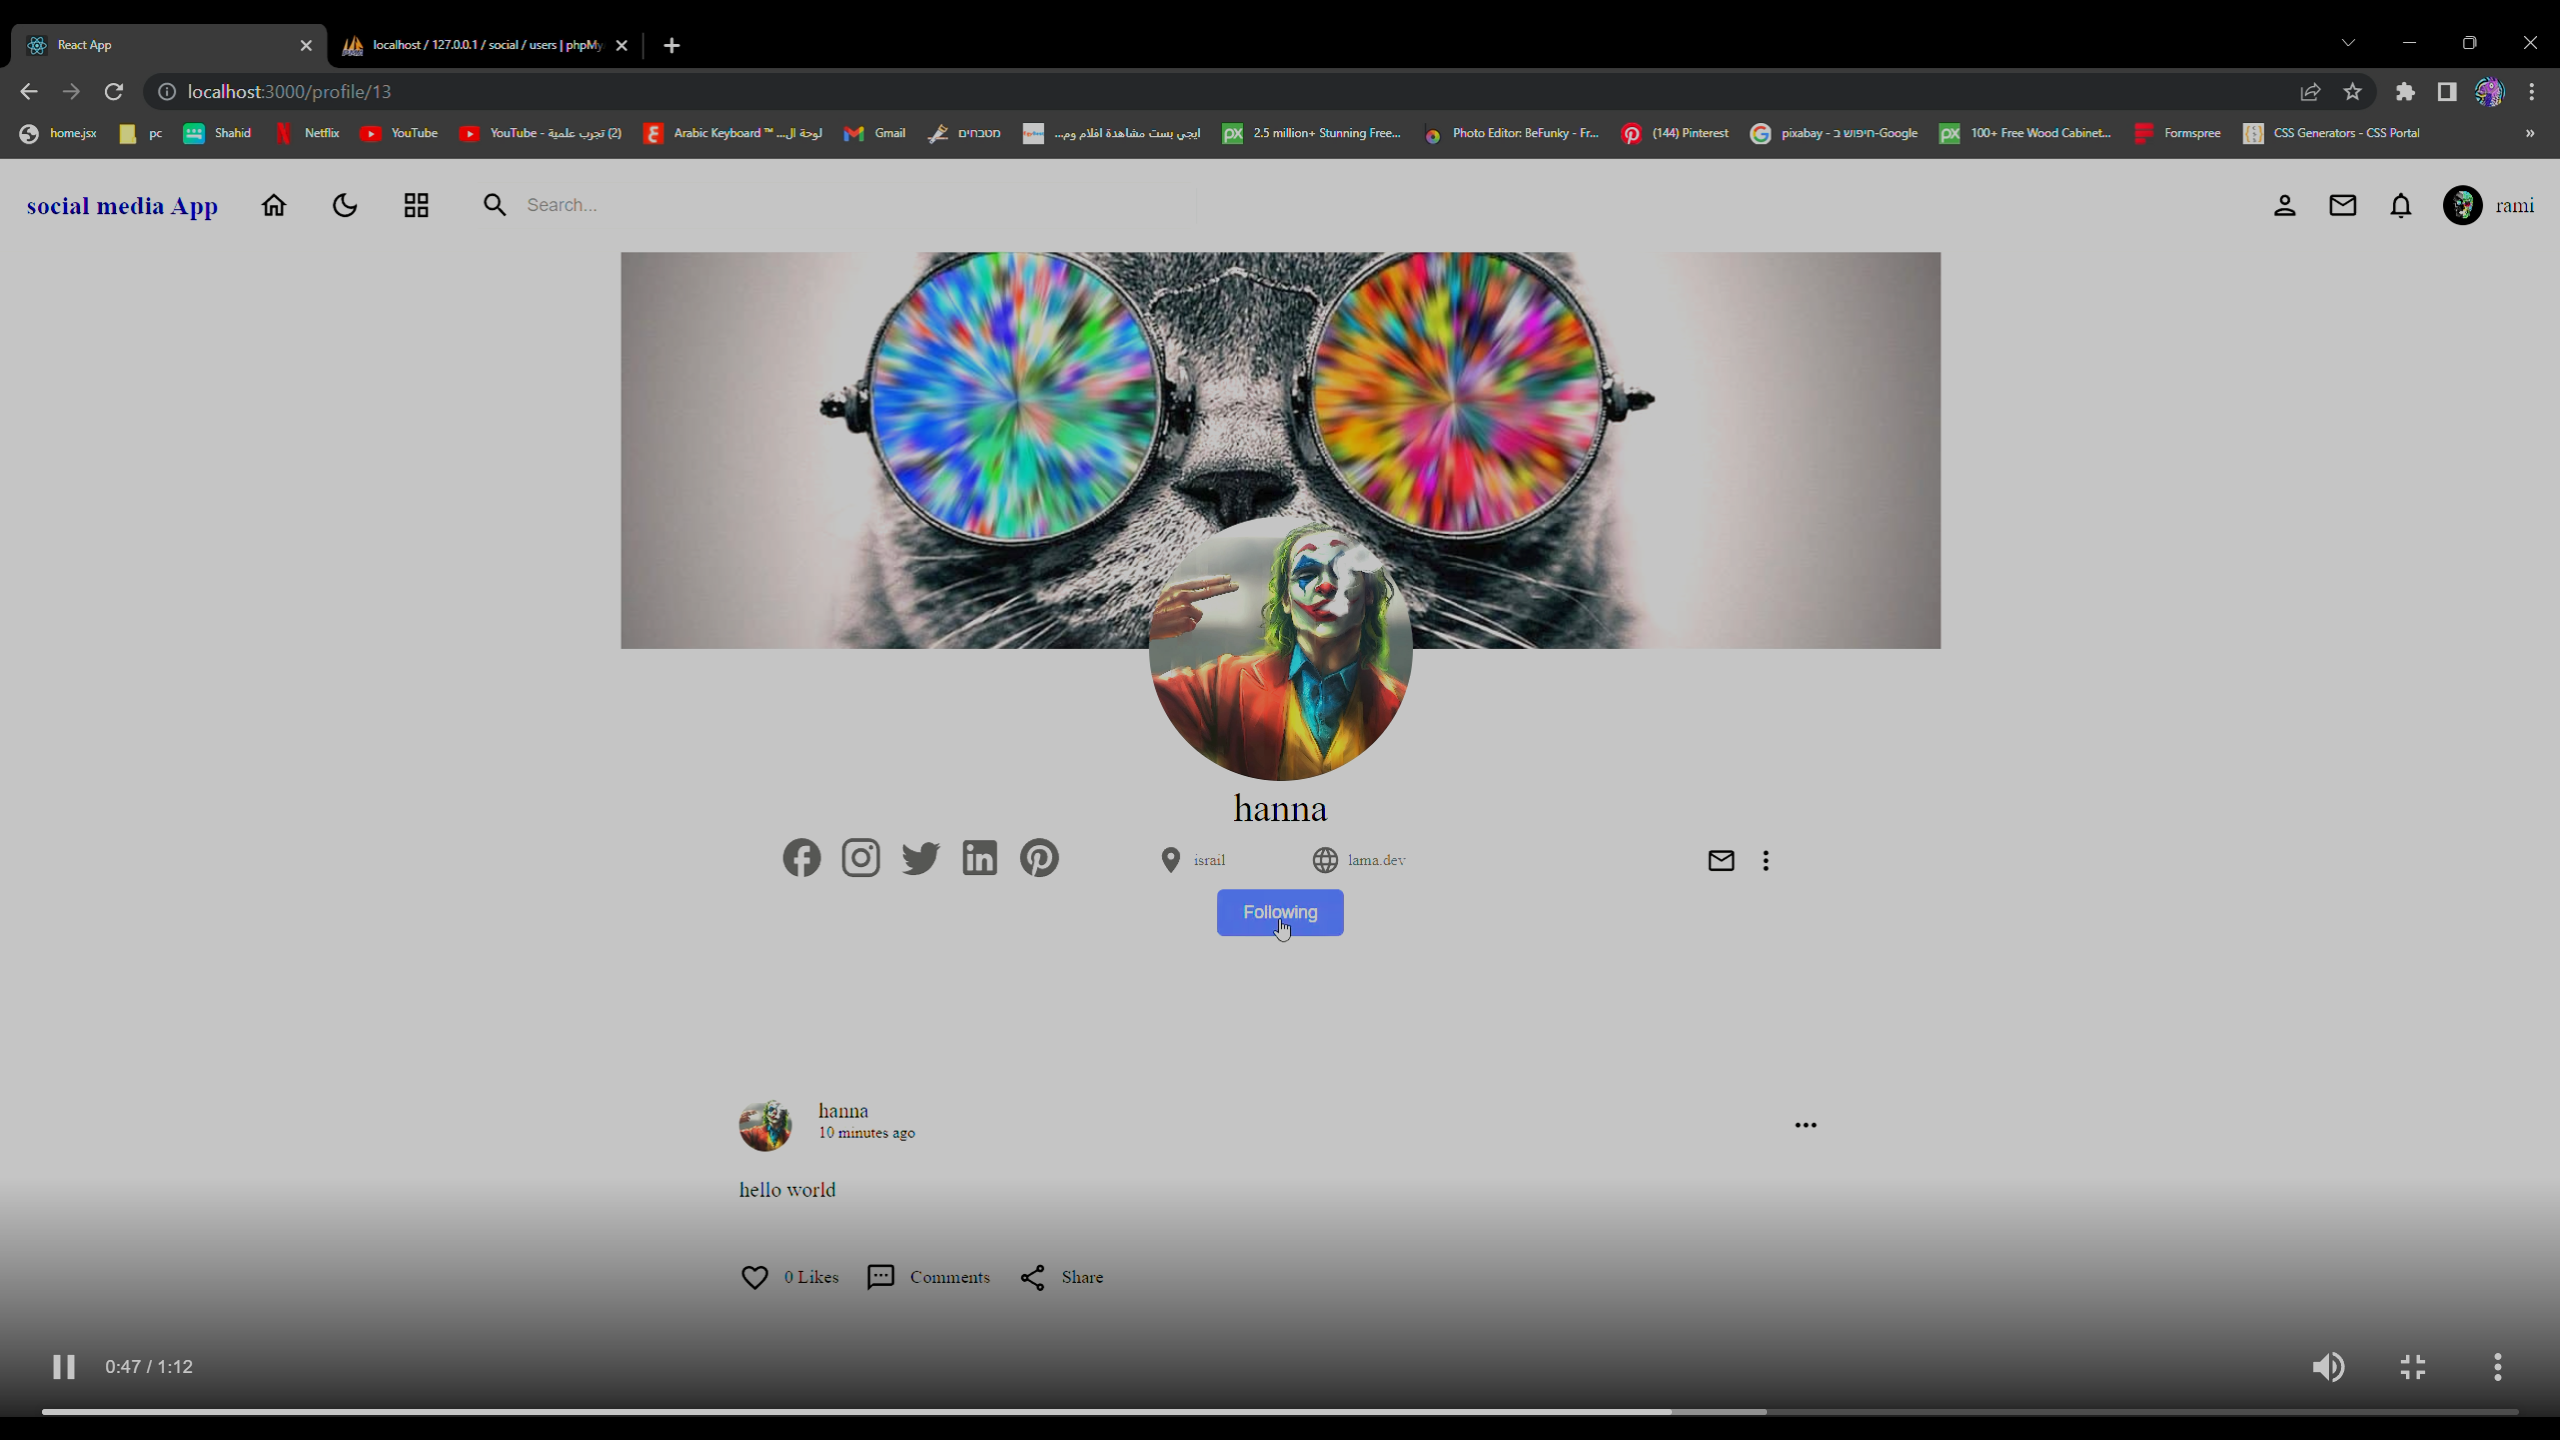 React App
localhost / 127.0.0.1 / social / users | phpMy
localhost:3000/profile/13
home.jsx
pc
Shahid
Netflix
YouTube
YouTube - تجرب علمية (2)
Arabic Keyboard ™ لوحة ال...
Gmail
מטבחים
ايجي بست مشاهدة افلام وم...
2.5 million+ Stunning Free...
Photo Editor: BeFunky - Fr...
(144) Pinterest
pixabay - חיפוש ב-Google
100+ Free Wood Cabinet...
Formspree
CSS Generators - CSS Portal
»
social media App
Search...
rami
hanna
israil
lama.dev
Following
hanna
10 minutes ago
hello world
0 Likes
Comments
Share
0:47 / 1:12